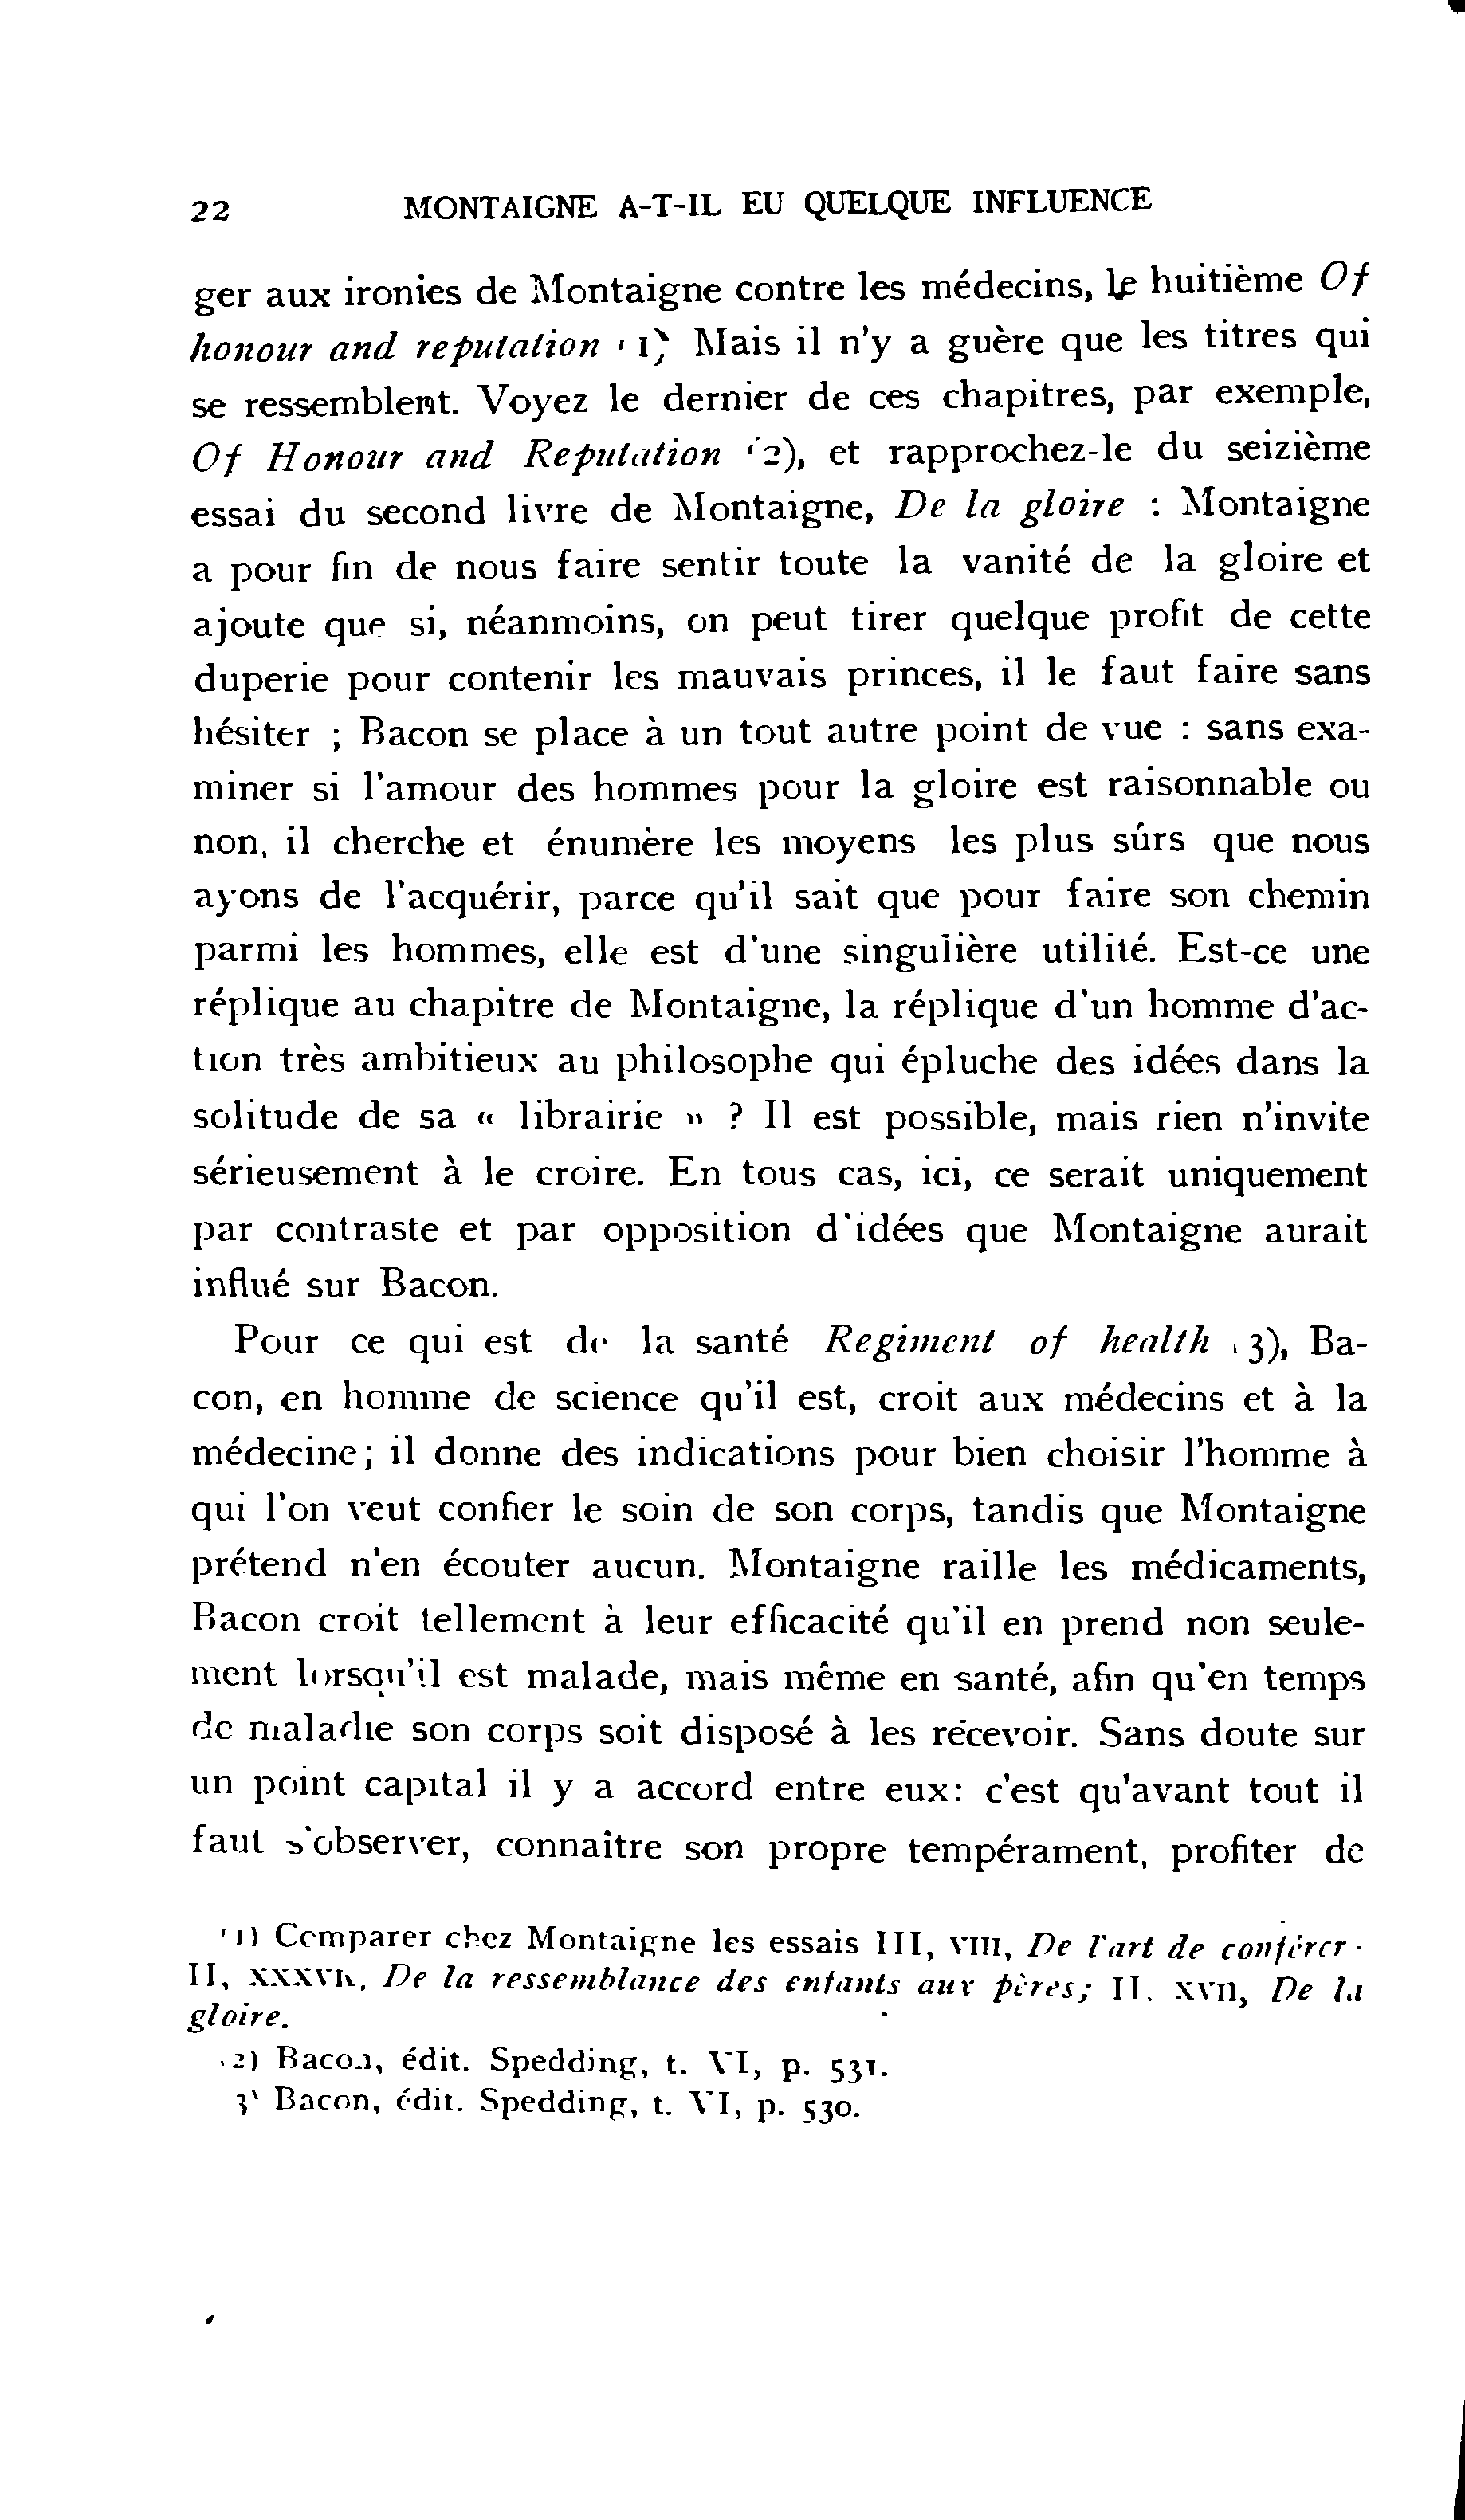 22 MONTAIGNE A-T-IL EU QUELQUE INFLUENCE
ger aux ironies de Montaigne contre les médecins, le huitième Of
honour and reputation (1). Mais il n'y a guère que les titres qui
se ressemblent. Voyez le dernier de ces chapitres, par exemple,
Of Honour and Reputation (2), et rapprochez-le du seizième
essai du second livre de Montaigne, De la gloire : Montaigne
a pour fin de nous faire sentir toute la vanité de la gloire et
ajoute que si, néanmoins, on peut tirer quelque profit de cette
duperie pour contenir les mauvais princes, il le faut faire sans
hésiter ; Bacon se place à un tout autre point de vue : sans exa-
miner si l'amour des hommes pour la gloire est raisonnable ou
non, il cherche et énumère les moyens les plus sûrs que nous
ayons de l'acquérir, parce qu'il sait que pour faire son chemin
parmi les hommes, elle est d'une singulière utilité. Est-ce une
réplique au chapitre de Montaigne, la réplique d'un homme d'ac-
tion très ambitieux au philosophe qui épluche des idées dans la
solitude de sa « librairie » ? Il est possible, mais rien n'invite
sérieusement à le croire. En tous cas, ici, ce serait uniquement
par contraste et par opposition d'idées que Montaigne aurait
influé sur Bacon.
Pour ce qui est de la santé Regiment of health (3), Ba-
con, en homme de science qu'il est, croit aux médecins et à la
médecine; il donne des indications pour bien choisir l'homme à
qui l'on veut confier le soin de son corps, tandis que Montaigne
prétend n'en écouter aucun. Montaigne raille les médicaments,
Bacon croit tellement à leur efficacité qu'il en prend non seule-
ment lorsqu'il est malade, mais même en santé, afin qu'en temps
de maladie son corps soit disposé à les recevoir. Sans doute sur
un point capital il y a accord entre eux: c'est qu'avant tout il
faut s'observer, connaître son propre tempérament, profiter de
(1) Comparer chez Montaigne les essais III, VIII, De l'art de conférer;
II, XXXVII, De la ressemblance des enfants aux pères; II. XVII, De la
gloire.
(2) Bacon, édit. Spedding, t. VI, p. 531.
3) Bacon, édit. Spedding, t. VI, p. 530.